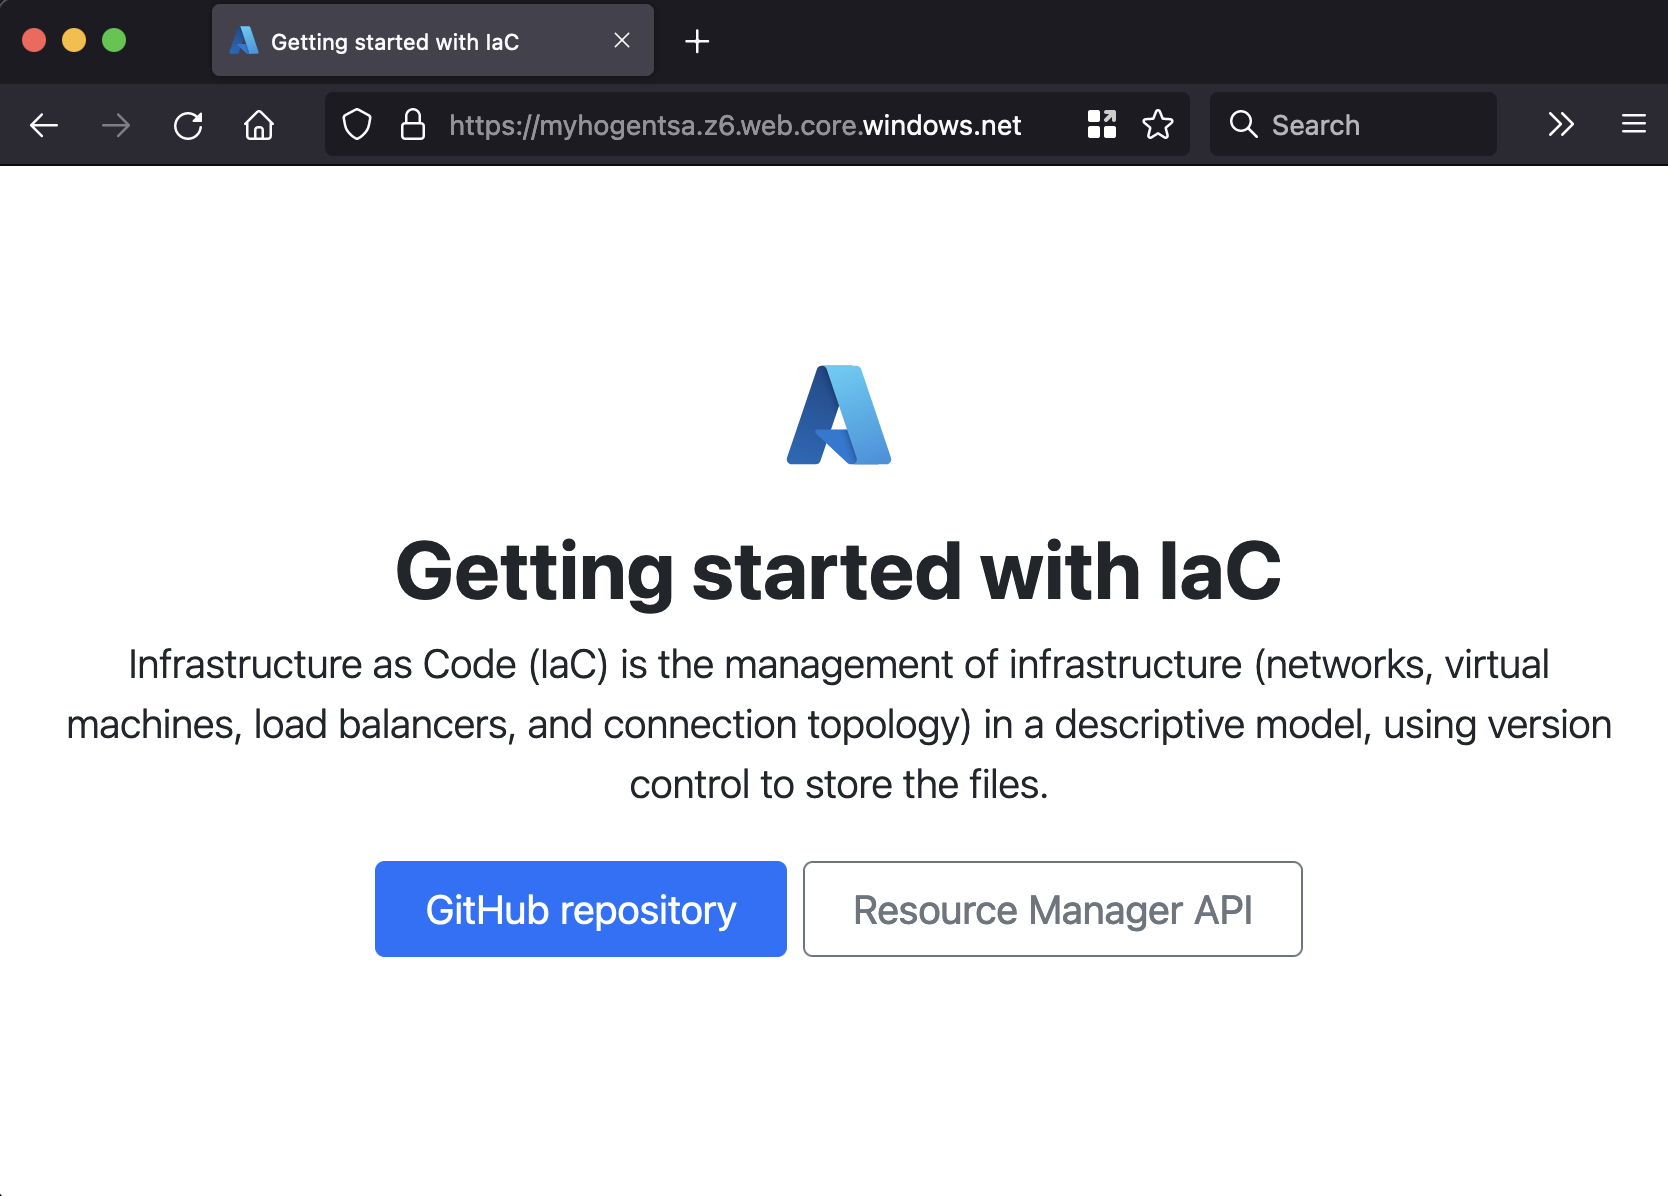 Getting started with IaC
https://myhogentsa.z6.web.core.windows.net
Search
Getting started with IaC
Infrastructure as Code (IaC) is the management of infrastructure (networks, virtual
machines, load balancers, and connection topology) in a descriptive model, using version
control to store the files.
GitHub repository
Resource Manager API